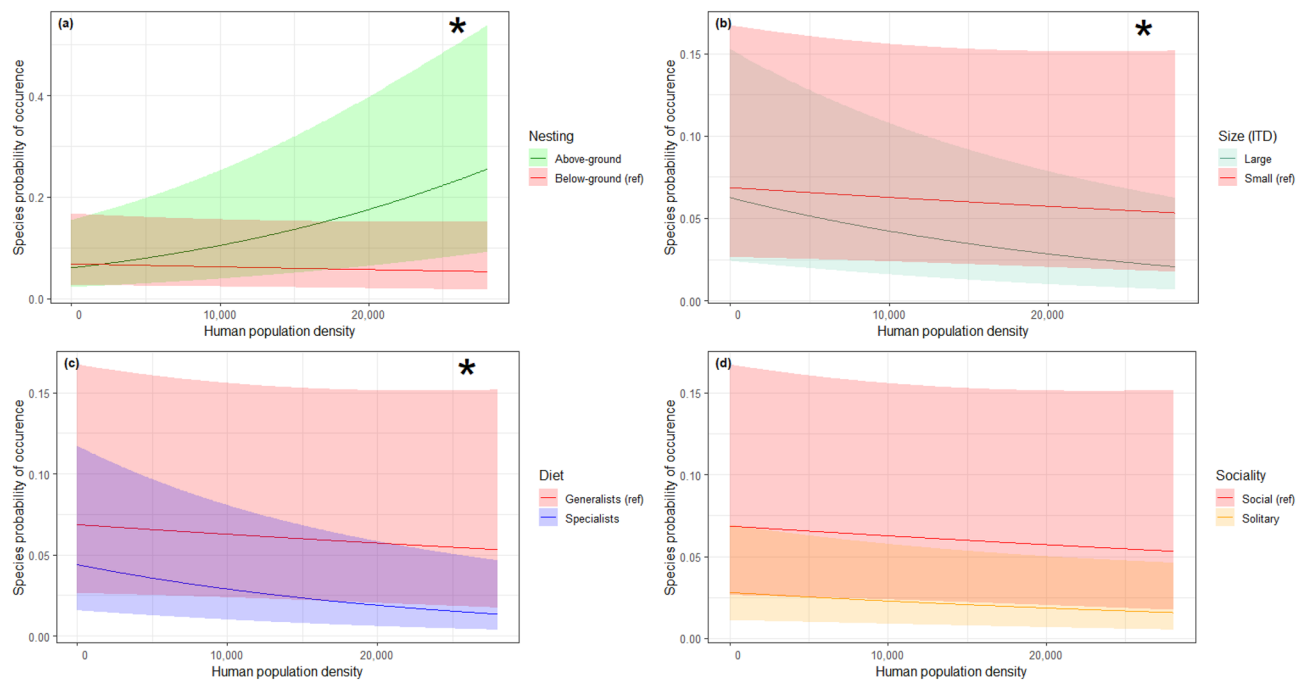 (a)
*
Species probability of occurence
0.4
0.2
0.0
0
10,000
20,000
Human population density
Nesting
Above-ground
Below-ground (ref)
(b)
*
Species probability of occurence
0.15
0.10
0.05
0.00
0
10,000
20,000
Human population density
Size (ITD)
Large
Small (ref)
(c)
*
Species probability of occurence
0.15
0.10
0.05
0.00
0
10,000
20,000
Human population density
Diet
Generalists (ref)
Specialists
(d)
Species probability of occurence
0.15
0.10
0.05
0.00
0
10,000
20,000
Human population density
Sociality
Social (ref)
Solitary